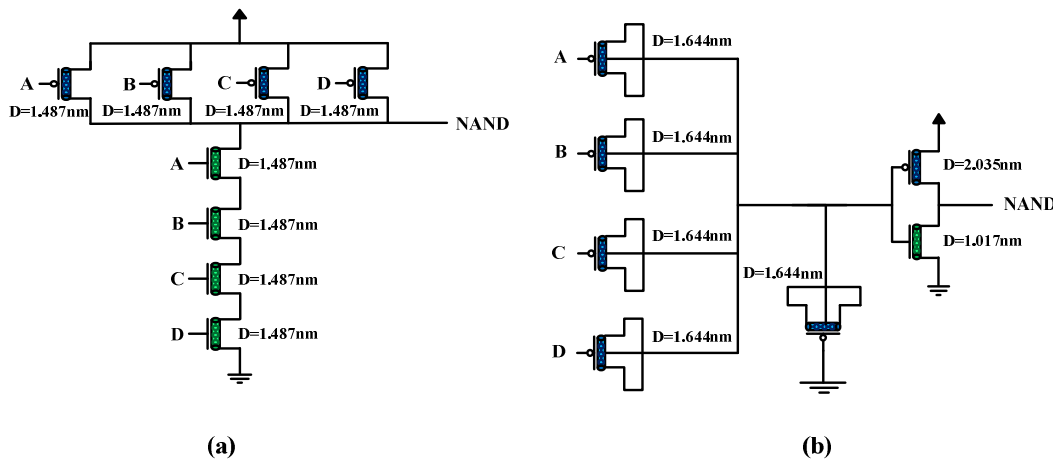 A B C D
D=1.487nm D=1.487nm D=1.487nm D=1.487nm
NAND
A D=1.487nm
B D=1.487nm
C D=1.487nm
D D=1.487nm
(a)
A D=1.644nm
B D=1.644nm
C D=1.644nm
D D=1.644nm
D=1.644nm
D=2.035nm
NAND
D=1.017nm
(b)